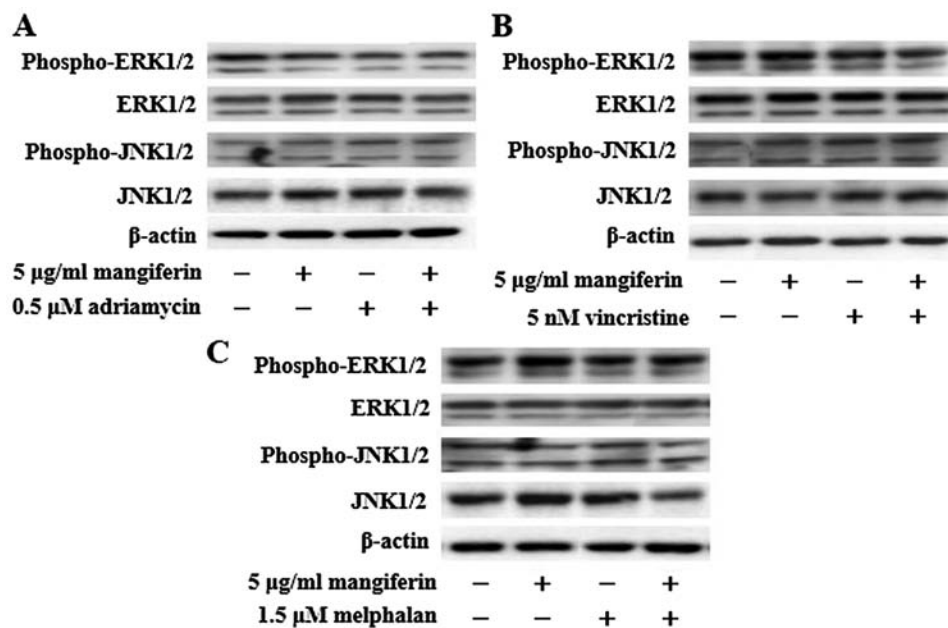 A
Phospho-ERK1/2
ERK1/2
Phospho-JNK1/2
JNK1/2
β-actin
5 µg/ml mangiferin − + − +
0.5 µM adriamycin − − + +
B
Phospho-ERK1/2
ERK1/2
Phospho-JNK1/2
JNK1/2
β-actin
5 µg/ml mangiferin − + − +
5 nM vincristine − − + +
C
Phospho-ERK1/2
ERK1/2
Phospho-JNK1/2
JNK1/2
β-actin
5 µg/ml mangiferin − + − +
1.5 µM melphalan − − + +